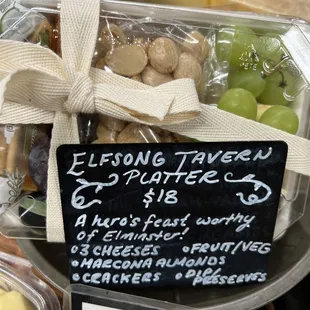 ELFSONG TAVERN
PLATTER
$18
A hero's feast worthy
of Elminster!
• 3 CHEESES • FRUIT/VEG
• MARCONA ALMONDS
• CRACKERS • DIP/
PRESERVES